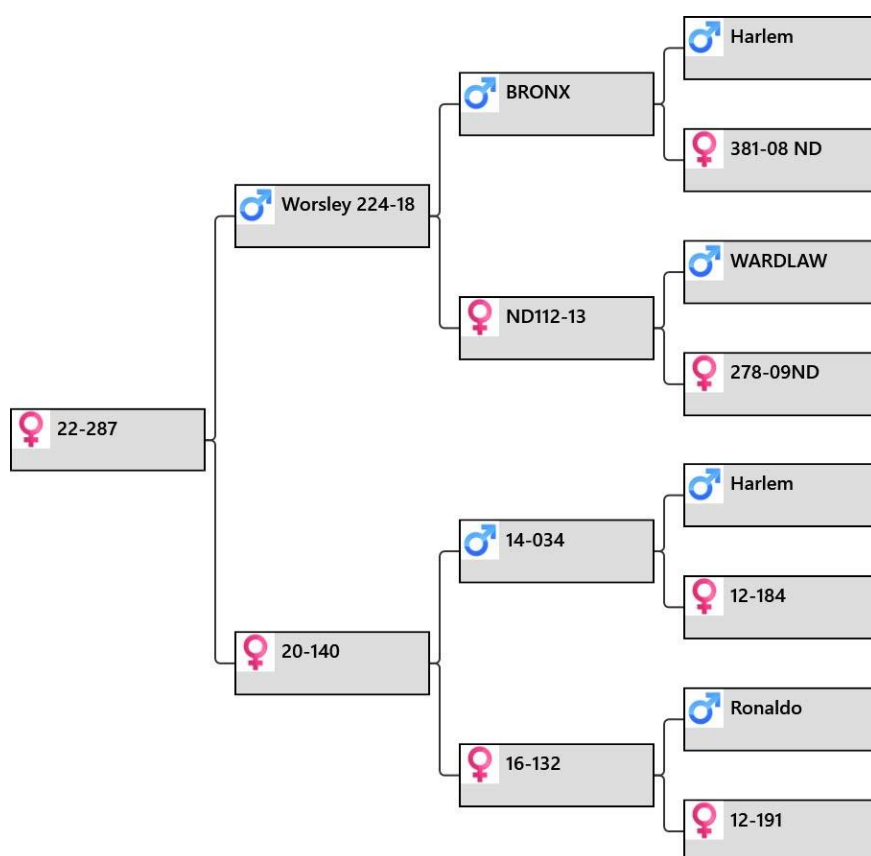 Harlem
BRONX
381-08 ND
Worsley 224-18
WARDLAW
ND112-13
278-09ND
22-287
Harlem
14-034
12-184
20-140
Ronaldo
16-132
12-191